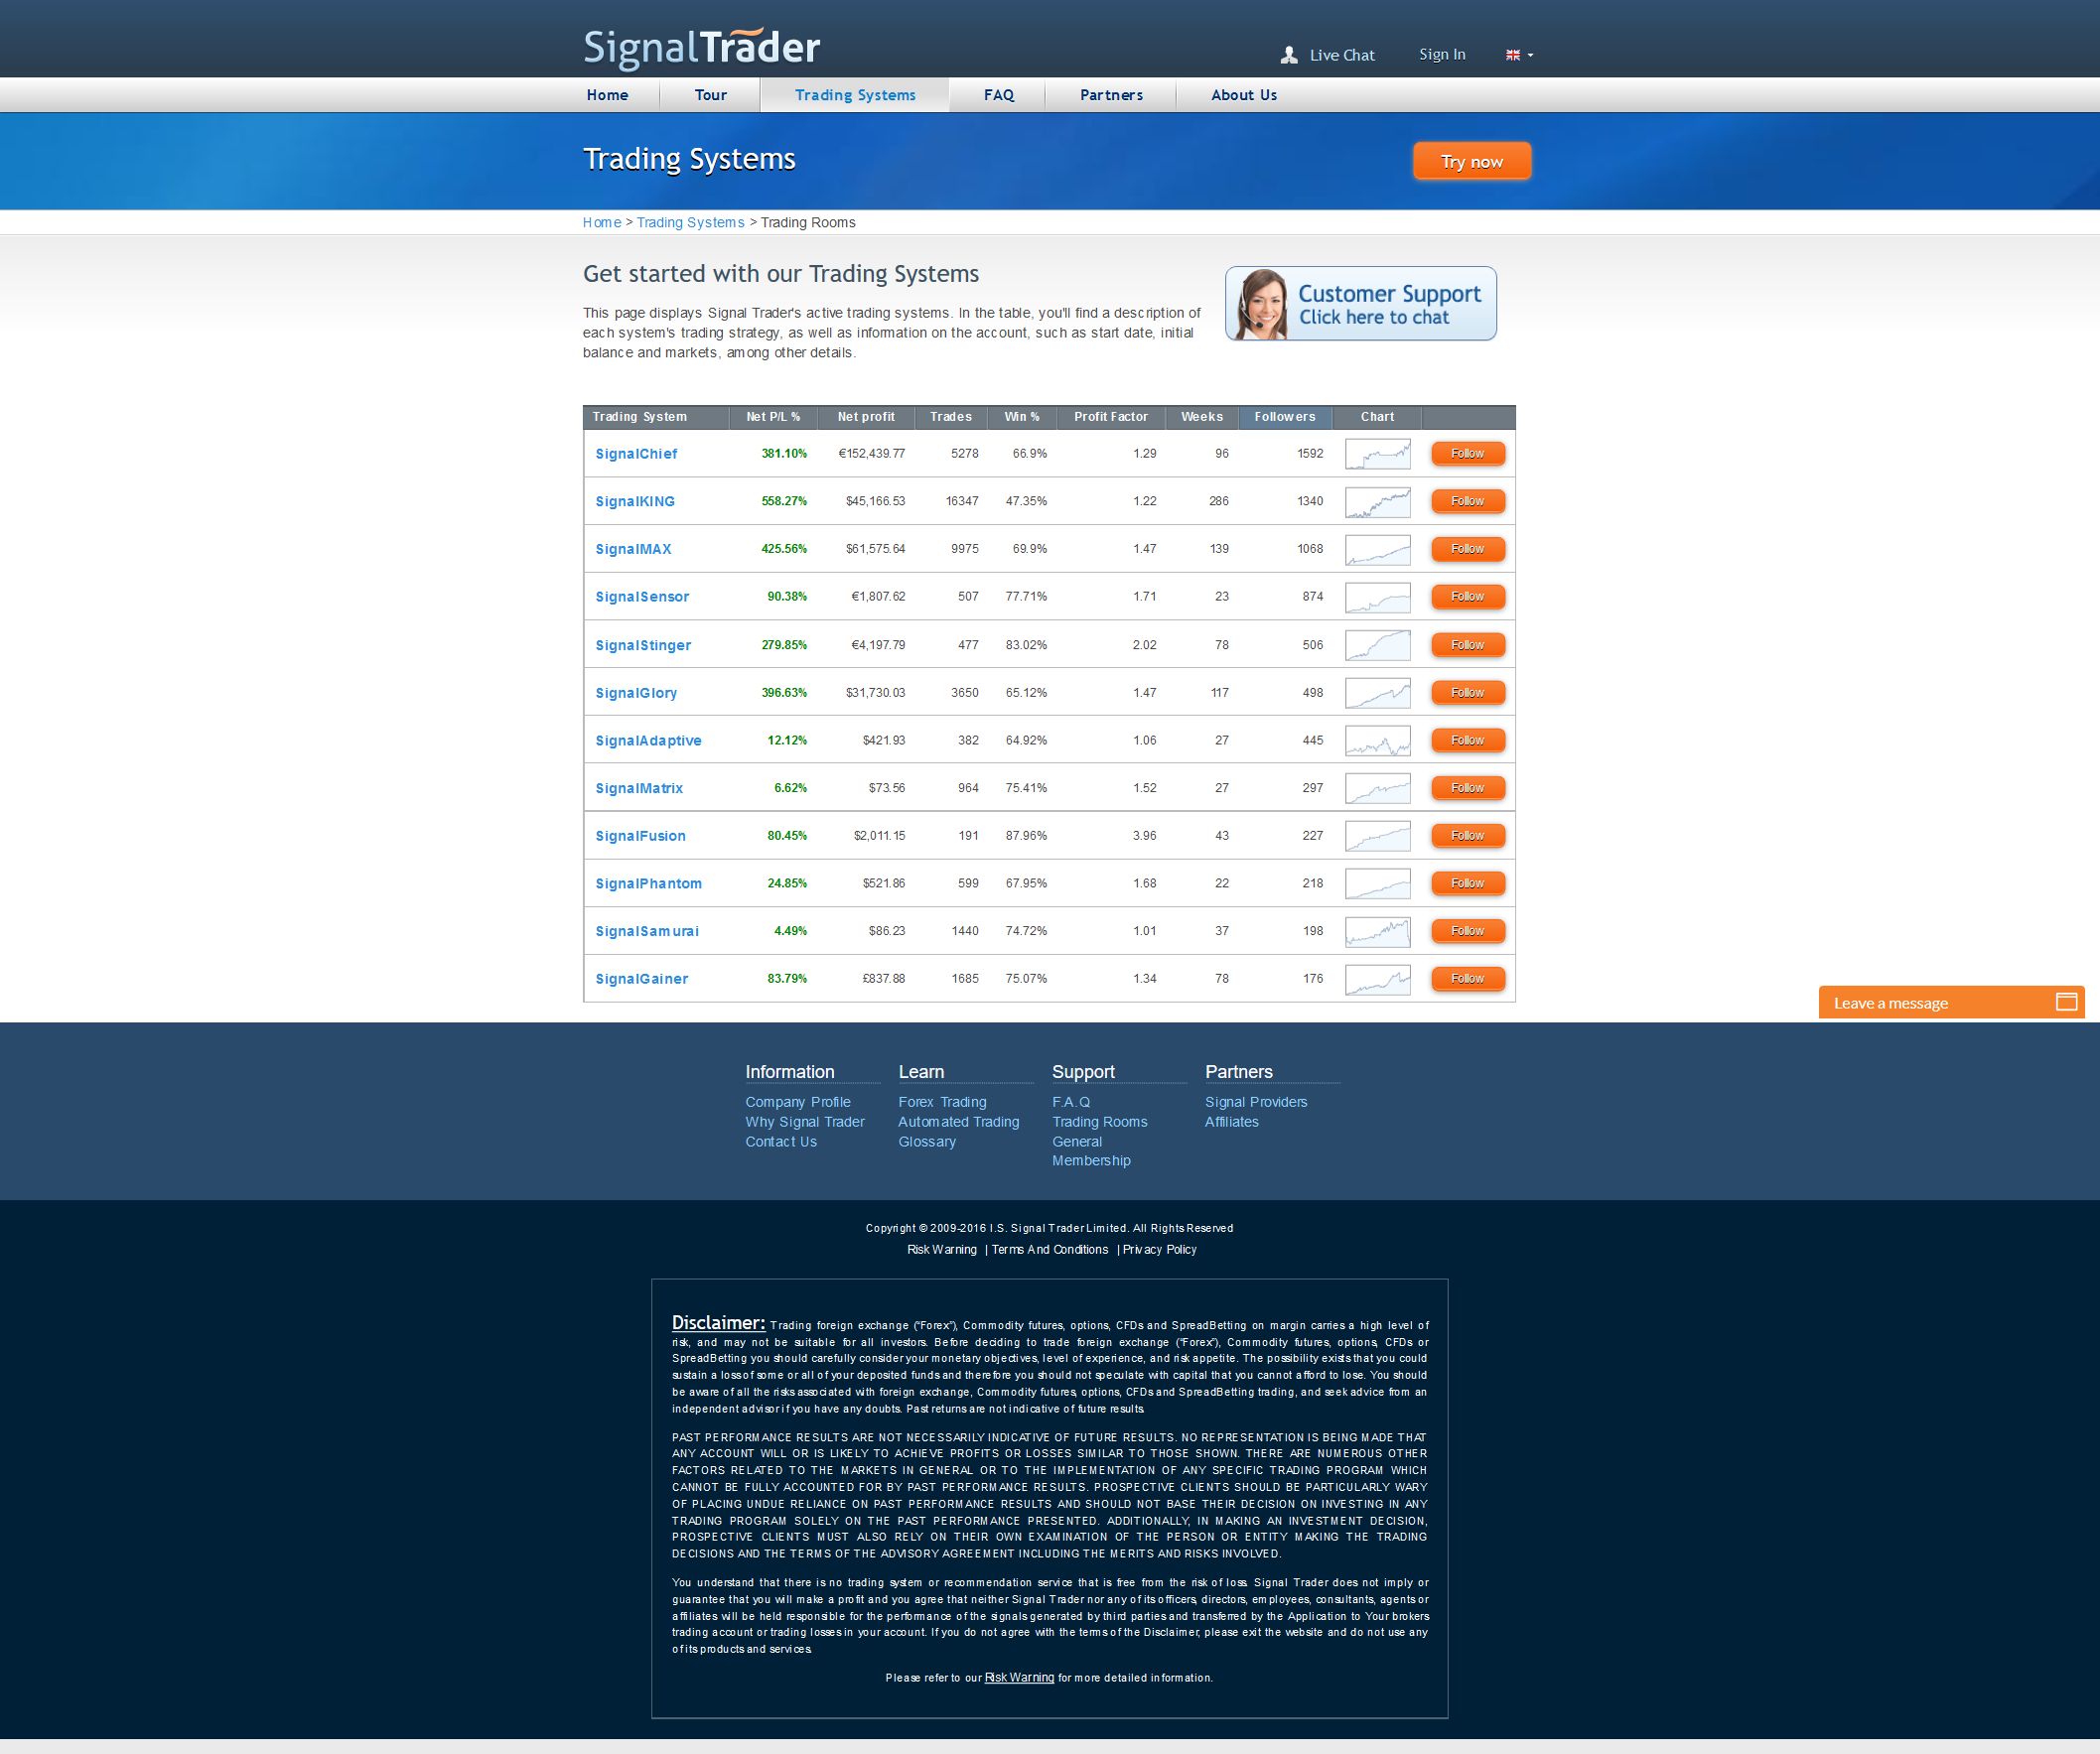 SignalTrader
Live Chat
Sign In
Home
Tour
Trading Systems
FAQ
Partners
About Us
Trading Systems
Try now
Home > Trading Systems > Trading Rooms
Get started with our Trading Systems
This page displays Signal Trader's active trading systems. In the table, you'll find a description of
each system's trading strategy, as well as information on the account, such as start date, initial
balance and markets, among other details.
Customer Support
Click here to chat
Trading System Net P/L % Net profit Trades Win % Profit Factor Weeks Followers Chart
SignalChief 381.10% €152,439.77 5278 66.9% 1.29 96 1592 Follow
SignalKING 558.27% $45,166.53 16347 47.35% 1.22 286 1340 Follow
SignalMAX 425.56% $61,575.64 9975 69.9% 1.47 139 1068 Follow
SignalSensor 90.38% €1,807.62 507 77.71% 1.71 23 874 Follow
SignalStinger 279.85% €4,197.79 477 83.02% 2.02 78 506 Follow
SignalGlory 396.63% $31,730.03 3650 65.12% 1.47 117 498 Follow
SignalAdaptive 12.12% $421.93 382 64.92% 1.06 27 445 Follow
SignalMatrix 6.62% $73.56 964 75.41% 1.52 27 297 Follow
SignalFusion 80.45% $2,011.15 191 87.96% 3.96 43 227 Follow
SignalPhantom 24.85% $521.86 599 67.95% 1.68 22 218 Follow
SignalSamurai 4.49% $86.23 1440 74.72% 1.01 37 198 Follow
SignalGainer 83.79% £837.88 1685 75.07% 1.34 78 176 Follow
Leave a message
Information Learn Support Partners
Company Profile Forex Trading F.A.Q Signal Providers
Why Signal Trader Automated Trading Trading Rooms Affiliates
Contact Us Glossary General
Membership
Copyright © 2009-2016 I.S. Signal Trader Limited. All Rights Reserved
Risk Warning | Terms And Conditions | Privacy Policy
Disclaimer: Trading foreign exchange ("Forex"), Commodity futures, options, CFDs and SpreadBetting on margin carries a high level of
risk, and may not be suitable for all investors. Before deciding to trade foreign exchange ("Forex"), Commodity futures, options, CFDs or
SpreadBetting you should carefully consider your monetary objectives, level of experience, and risk appetite. The possibility exists that you could
sustain a loss of some or all of your deposited funds and therefore you should not speculate with capital that you cannot afford to lose. You should
be aware of all the risks associated with foreign exchange, Commodity futures, options, CFDs and SpreadBetting trading, and seek advice from an
independent advisor if you have any doubts. Past returns are not indicative of future results.
PAST PERFORMANCE RESULTS ARE NOT NECESSARILY INDICATIVE OF FUTURE RESULTS. NO REPRESENTATION IS BEING MADE THAT
ANY ACCOUNT WILL OR IS LIKELY TO ACHIEVE PROFITS OR LOSSES SIMILAR TO THOSE SHOWN. THERE ARE NUMEROUS OTHER
FACTORS RELATED TO THE MARKETS IN GENERAL OR TO THE IMPLEMENTATION OF ANY SPECIFIC TRADING PROGRAM WHICH
CANNOT BE FULLY ACCOUNTED FOR BY PAST PERFORMANCE RESULTS. PROSPECTIVE CLIENTS SHOULD BE PARTICULARLY WARY
OF PLACING UNDUE RELIANCE ON PAST PERFORMANCE RESULTS AND SHOULD NOT BASE THEIR DECISION ON INVESTING IN ANY
TRADING PROGRAM SOLELY ON THE PAST PERFORMANCE PRESENTED. ADDITIONALLY, IN MAKING AN INVESTMENT DECISION,
PROSPECTIVE CLIENTS MUST ALSO RELY ON THEIR OWN EXAMINATION OF THE PERSON OR ENTITY MAKING THE TRADING
DECISIONS AND THE TERMS OF THE ADVISORY AGREEMENT INCLUDING THE MERITS AND RISKS INVOLVED.
You understand that there is no trading system or recommendation service that is free from the risk of loss. Signal Trader does not imply or
guarantee that you will make a profit and you agree that neither Signal Trader nor any of its officers, directors, employees, consultants, agents or
affiliates will be held responsible for the performance of the signals generated by third parties and transferred by the Application to Your brokers
trading account or trading losses in your account. If you do not agree with the terms of the Disclaimer, please exit the website and do not use any
of its products and services.
Please refer to our Risk Warning for more detailed information.